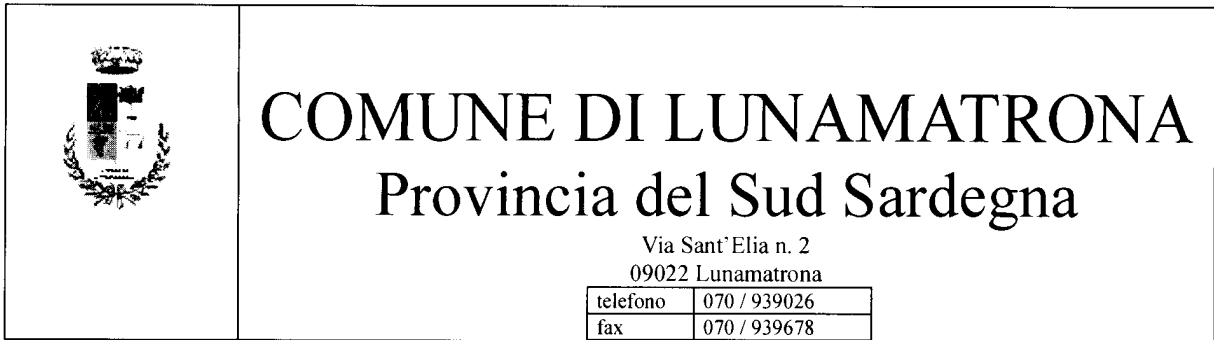 COMUNE DI LUNAMATRONA
Provincia del Sud Sardegna
Via Sant'Elia n. 2
09022 Lunamatrona
telefono 070 / 939026
fax 070 / 939678